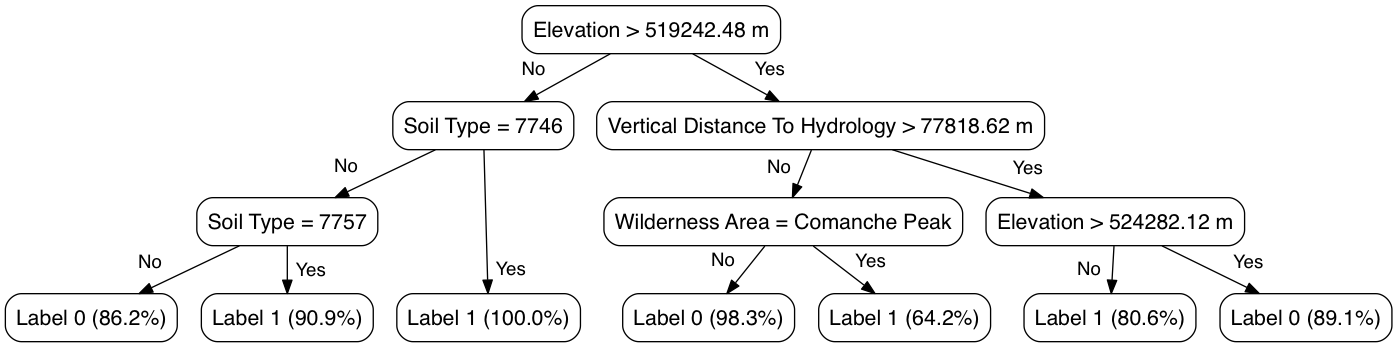 Elevation > 519242.48 m
No
Yes
Soil Type = 7746
Vertical Distance To Hydrology > 77818.62 m
No
Yes
No
Yes
Soil Type = 7757
Wilderness Area = Comanche Peak
Elevation > 524282.12 m
No
Yes
Yes
No
Yes
No
Yes
Label 0 (86.2%)
Label 1 (90.9%)
Label 1 (100.0%)
Label 0 (98.3%)
Label 1 (64.2%)
Label 1 (80.6%)
Label 0 (89.1%)